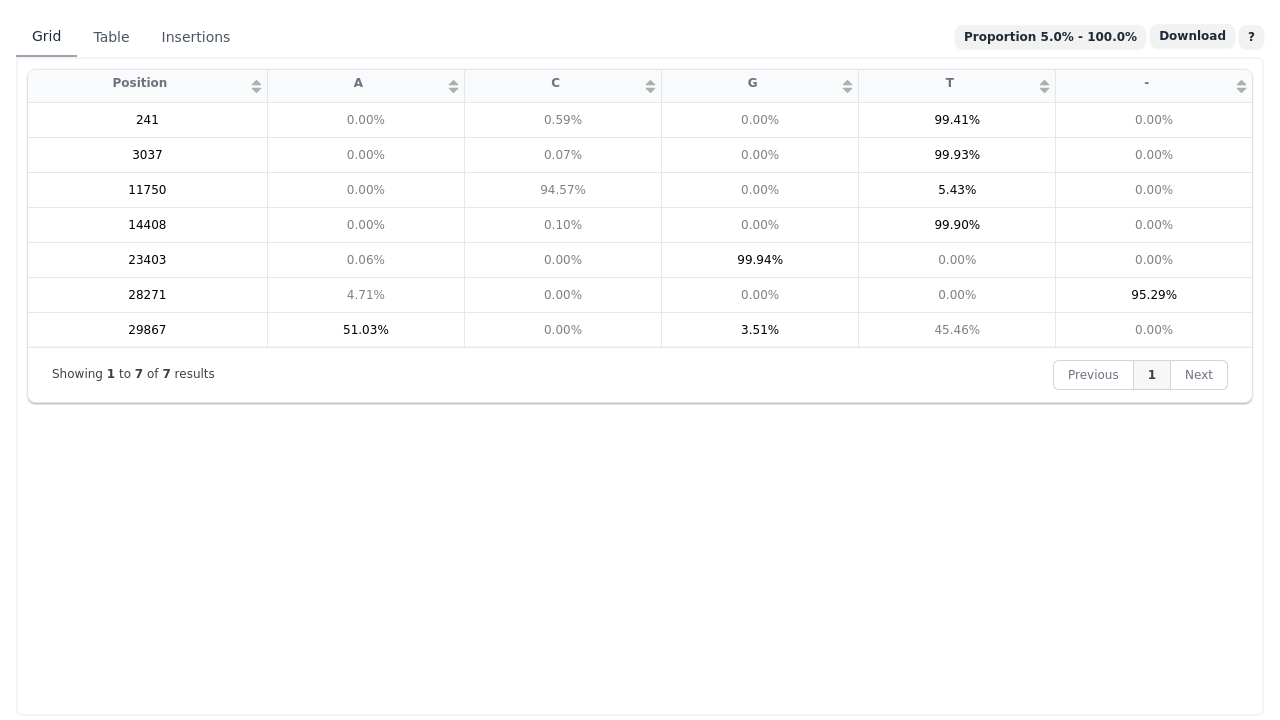 Grid Table Insertions Proportion 5.0% - 100.0% Download ?
Position A C G T -
241 0.00% 0.59% 0.00% 99.41% 0.00%
3037 0.00% 0.07% 0.00% 99.93% 0.00%
11750 0.00% 94.57% 0.00% 5.43% 0.00%
14408 0.00% 0.10% 0.00% 99.90% 0.00%
23403 0.06% 0.00% 99.94% 0.00% 0.00%
28271 4.71% 0.00% 0.00% 0.00% 95.29%
29867 51.03% 0.00% 3.51% 45.46% 0.00%
Showing 1 to 7 of 7 results Previous 1 Next